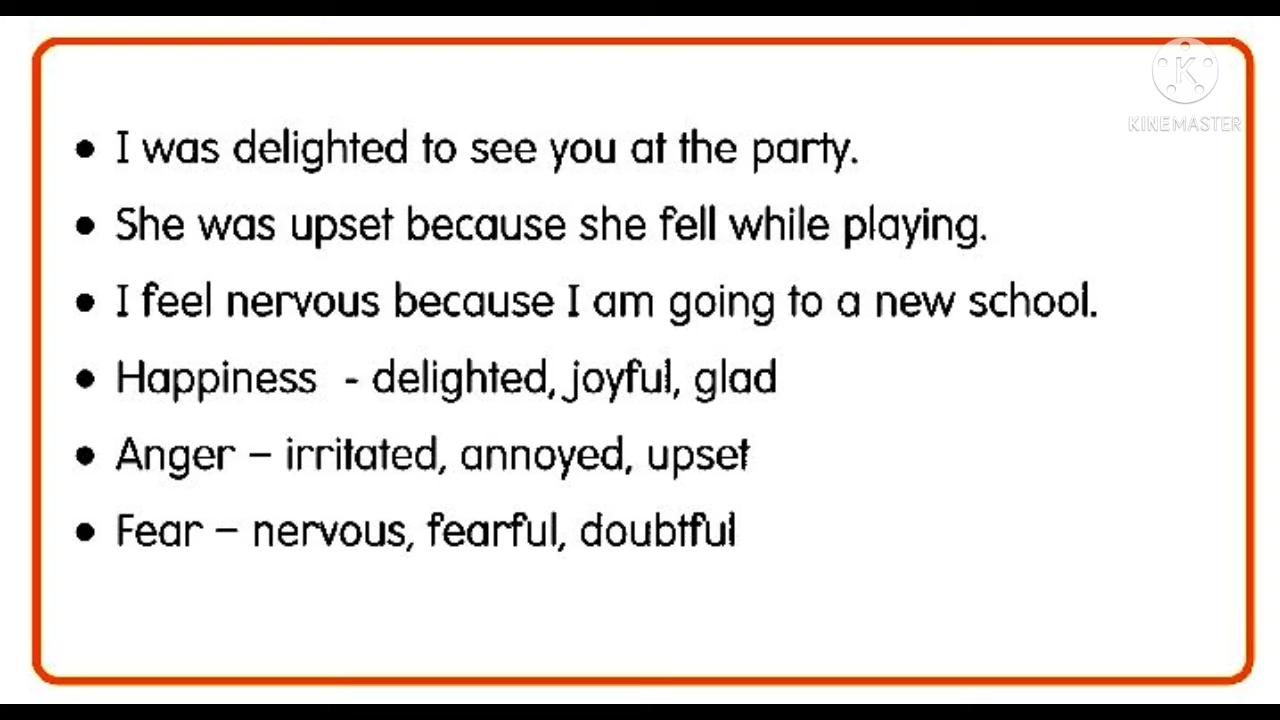 K
KINEMASTER
• I was delighted to see you at the party.
• She was upset because she fell while playing.
• I feel nervous because I am going to a new school.
• Happiness - delighted, joyful, glad
• Anger – irritated, annoyed, upset
• Fear – nervous, fearful, doubtful